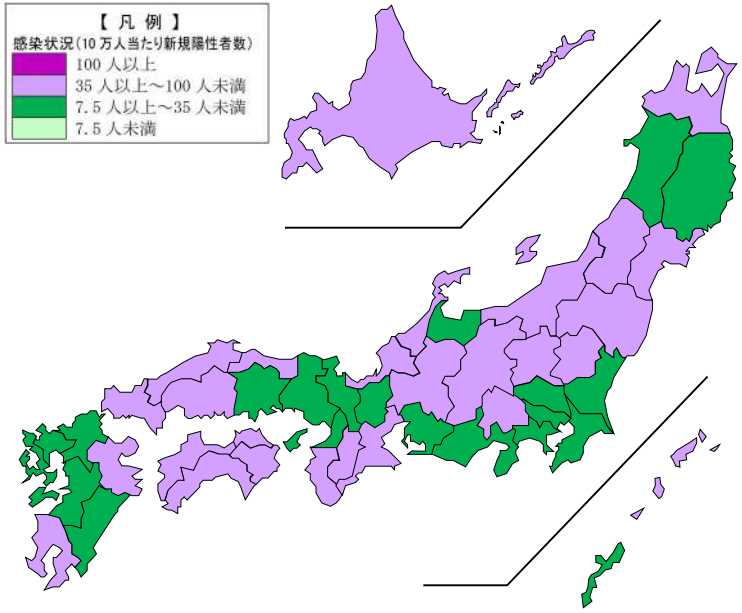 【 凡 例 】
感染状況(10万人当たり新規陽性者数)
100 人以上
35 人以上～100 人未満
7.5 人以上～35 人未満
7.5 人未満